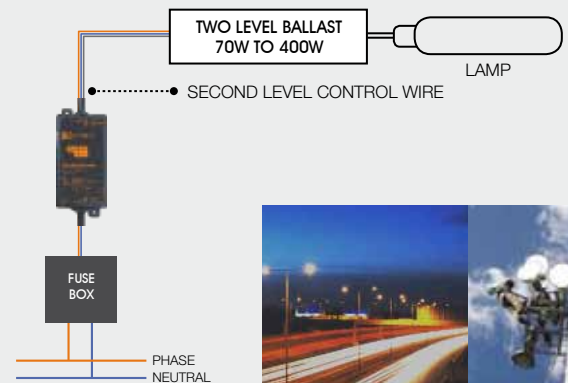 TWO LEVEL BALLAST
70W TO 400W
LAMP
SECOND LEVEL CONTROL WIRE
FUSE
BOX
PHASE
NEUTRAL